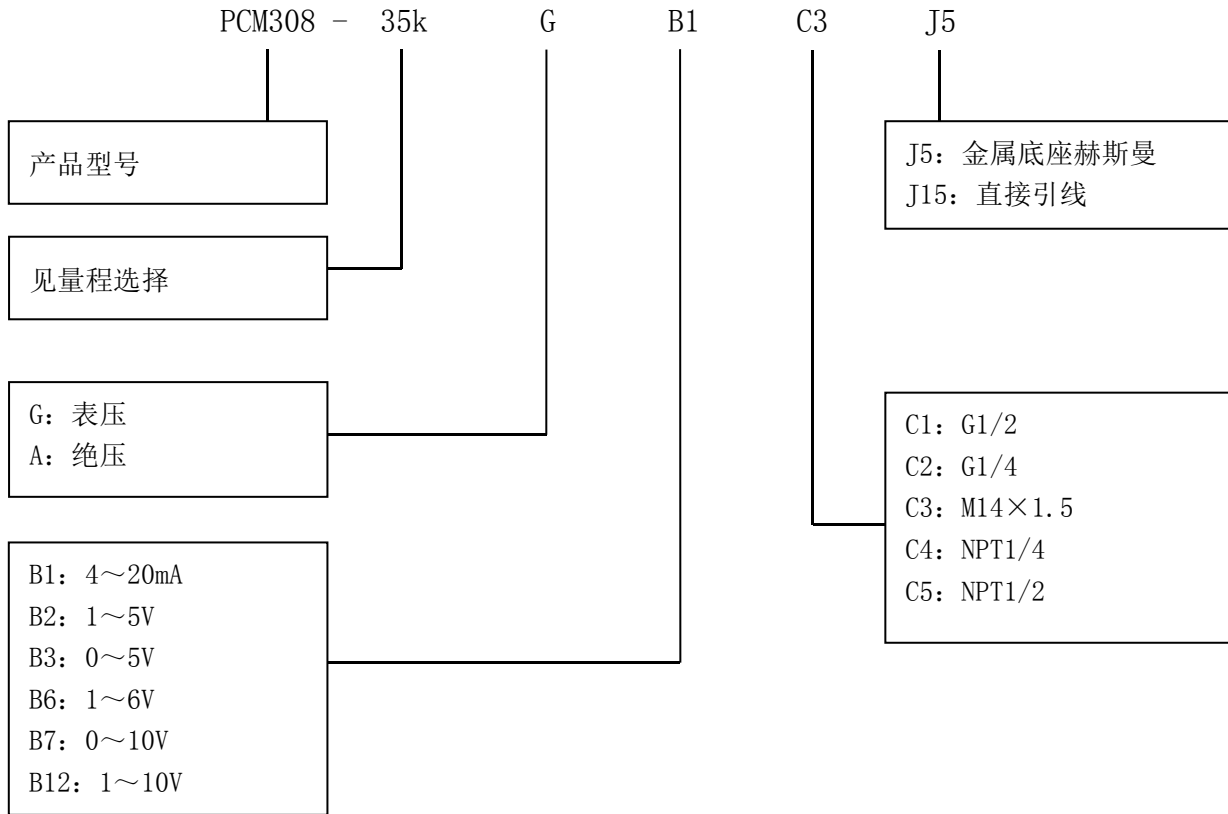 PCM308 - 35k G B1 C3 J5
产品型号
见量程选择
G：表压
A：绝压
B1：4～20mA
B2：1～5V
B3：0～5V
B6：1～6V
B7：0～10V
B12：1～10V
J5：金属底座赫斯曼
J15：直接引线
C1：G1/2
C2：G1/4
C3：M14×1.5
C4：NPT1/4
C5：NPT1/2